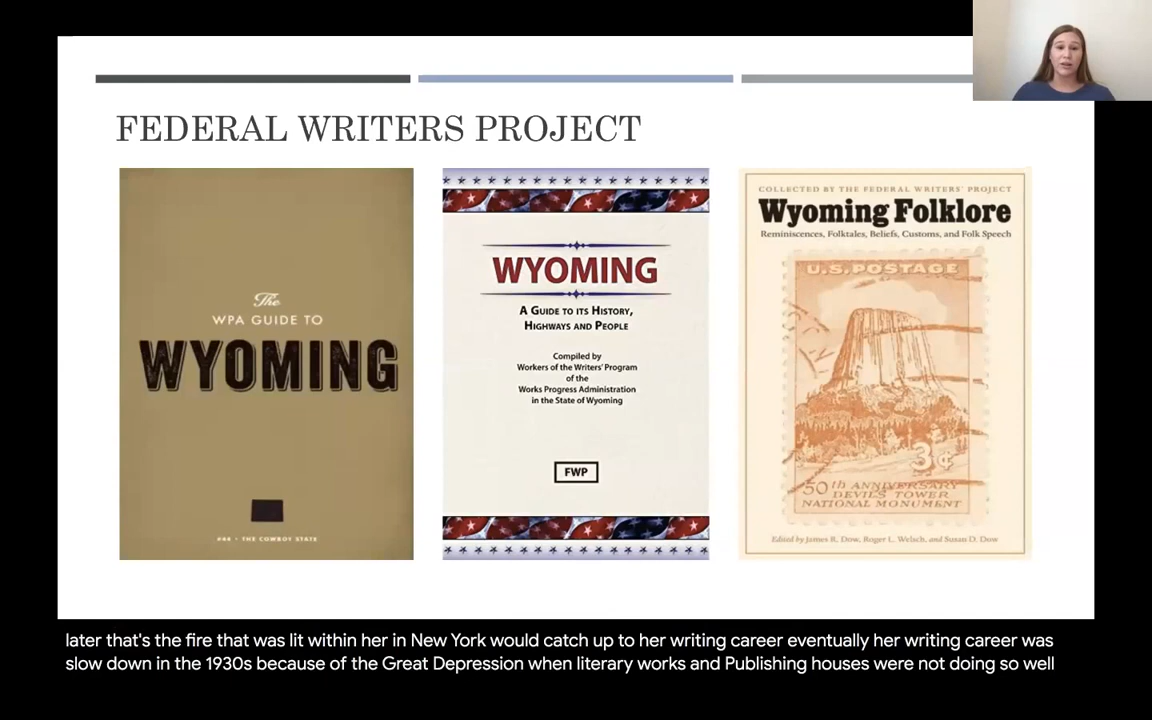 FEDERAL WRITERS PROJECT
The
WPA GUIDE TO
WYOMING
#44 • THE COWBOY STATE
WYOMING
A GUIDE TO ITS HISTORY,
HIGHWAYS AND PEOPLE
Compiled by
Workers of the Writers' Program
of the
Works Progress Administration
in the State of Wyoming
FWP
COLLECTED BY THE FEDERAL WRITERS' PROJECT
Wyoming Folklore
Reminiscences, Folktales, Beliefs, Customs, and Folk Speech
U.S. POSTAGE
3¢
50th ANNIVERSARY
DEVILS TOWER
NATIONAL MONUMENT
Edited by James R. Dow, Roger L. Welsch, and Susan D. Dow
later that's the fire that was lit within her in New York would catch up to her writing career eventually her writing career was
slow down in the 1930s because of the Great Depression when literary works and Publishing houses were not doing so well